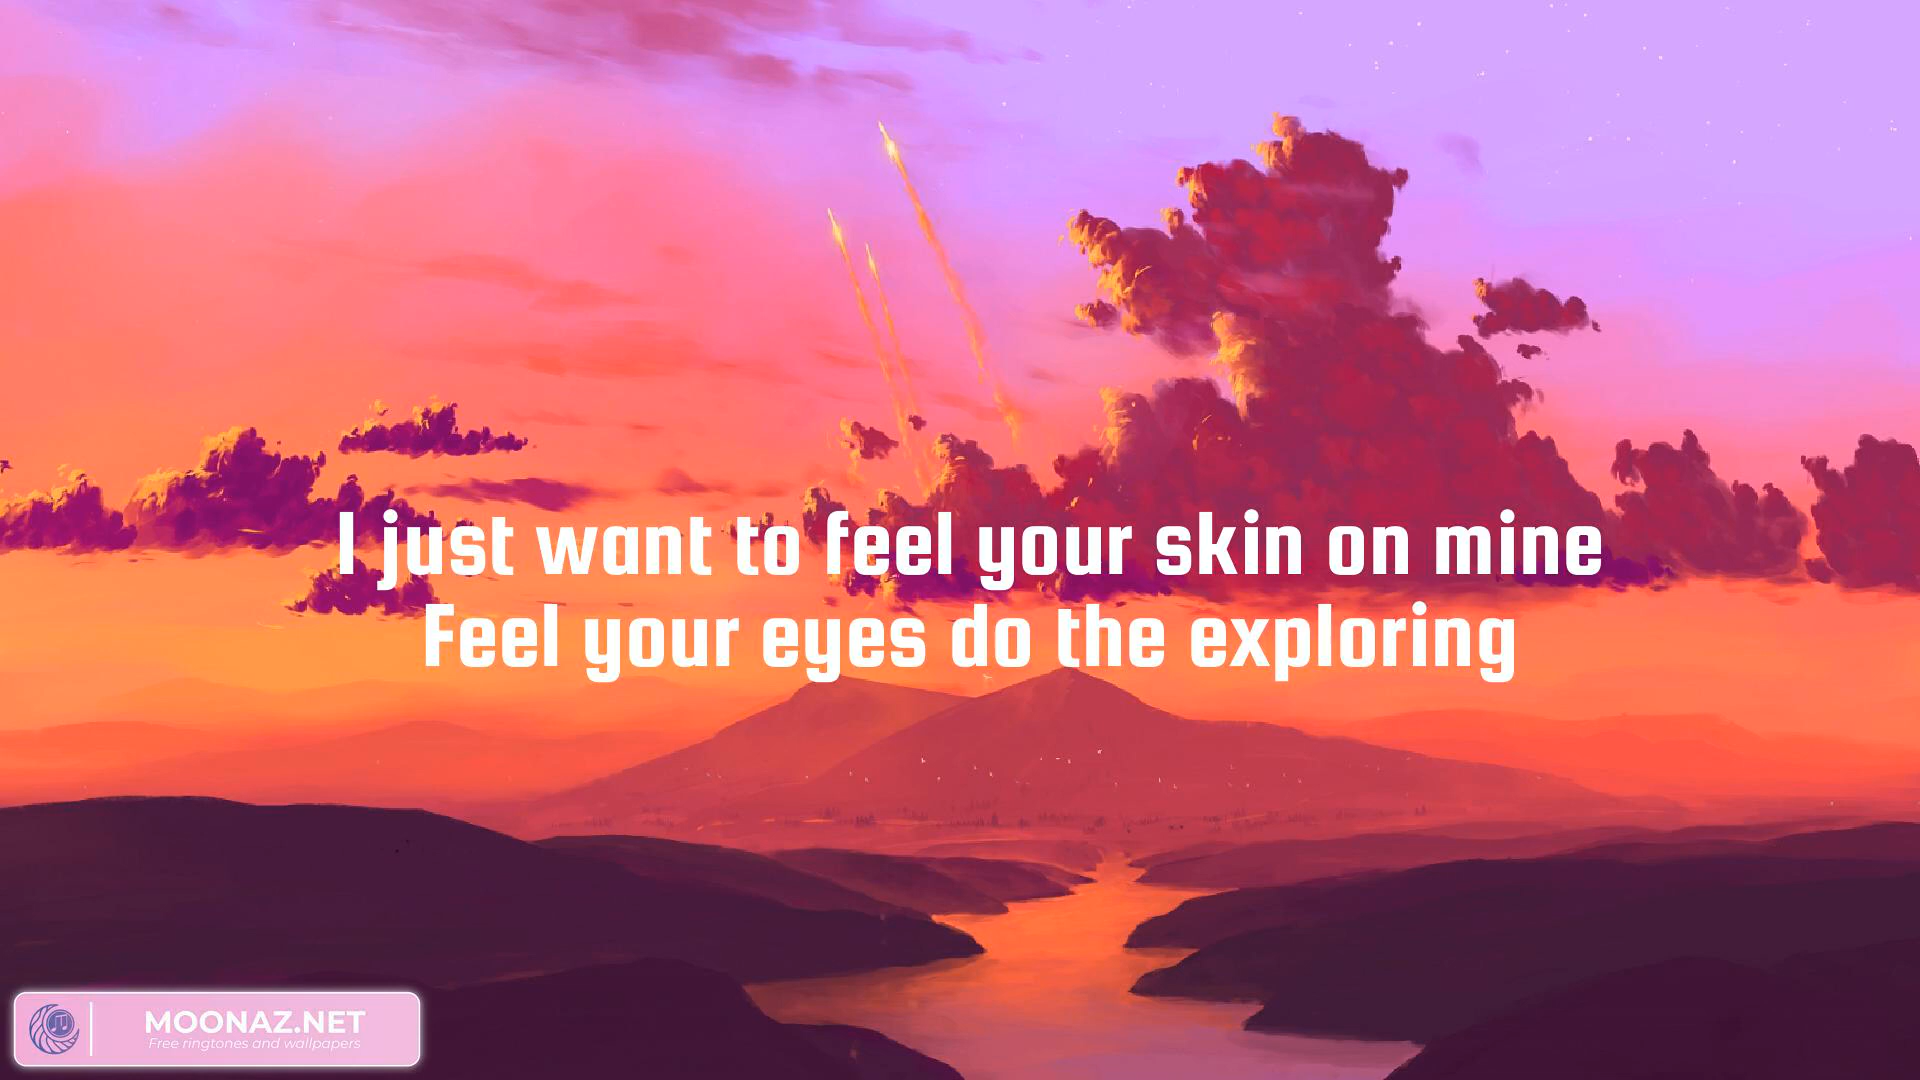 I just want to feel your skin on mine
Feel your eyes do the exploring
MOONAZ.NET
Free ringtones and wallpapers